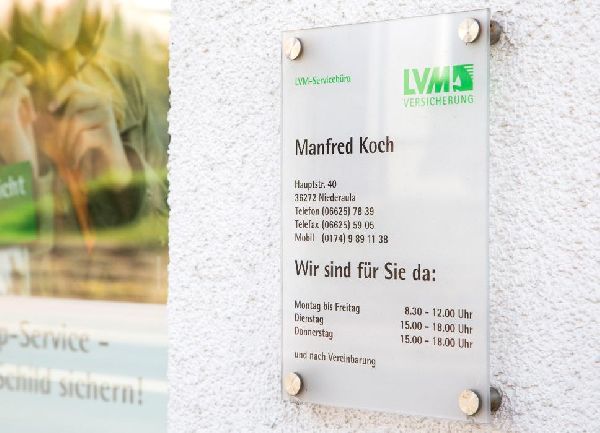 LVM-Servicebüro
LVM
VERSICHERUNG
Manfred Koch
Hauptstr. 40
36272 Niederaula
Telefon (06625) 78 39
Telefax (06625) 59 05
Mobil (0174) 9 89 11 38
Wir sind für Sie da:
Montag bis Freitag 8.30 - 12.00 Uhr
Dienstag 15.00 - 18.00 Uhr
Donnerstag 15.00 - 18.00 Uhr
und nach Vereinbarung
icht
p-Service –
Schild sichern!